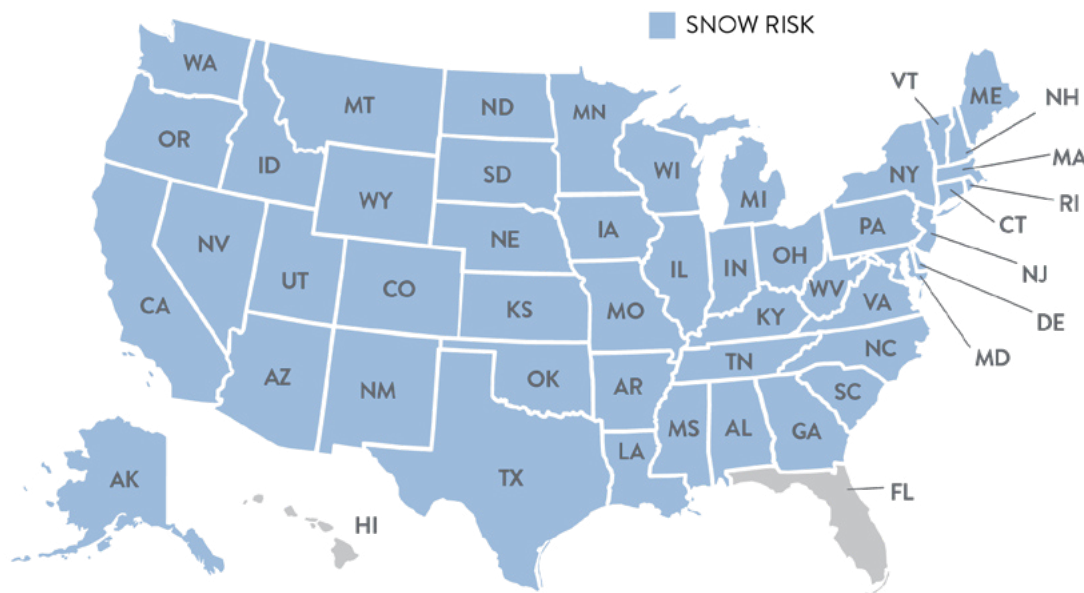 SNOW RISK
WA
MT
ND
MN
VT
ME
NH
OR
ID
SD
WI
MI
NY
MA
RI
WY
NE
IA
PA
CT
NV
UT
CO
KS
IL
IN
OH
NJ
CA
MO
KY
WV
VA
DE
AZ
NM
OK
AR
TN
NC
MD
SC
MS
AL
GA
LA
AK
TX
FL
HI